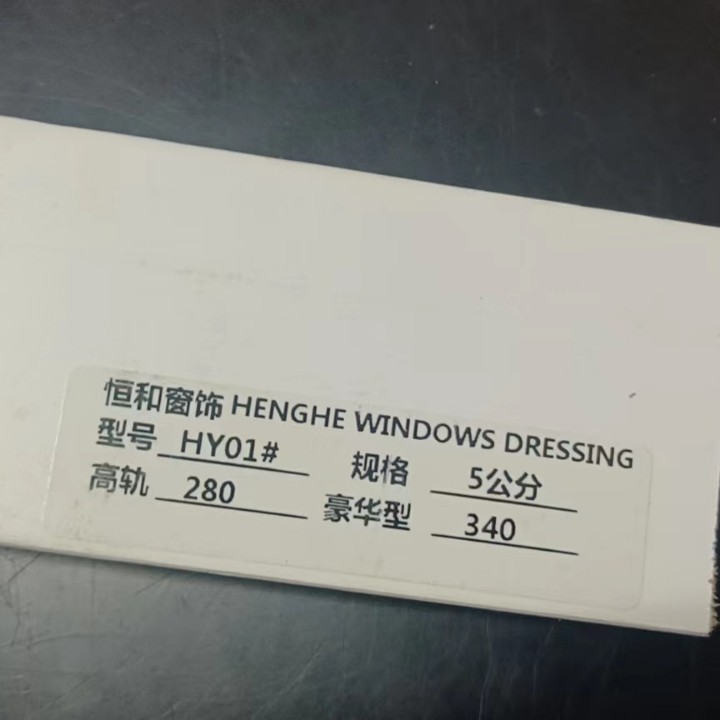 恒和窗饰 HENGHE WINDOWS DRESSING
型号 HY01# 规格 5公分
高轨 280 豪华型 340